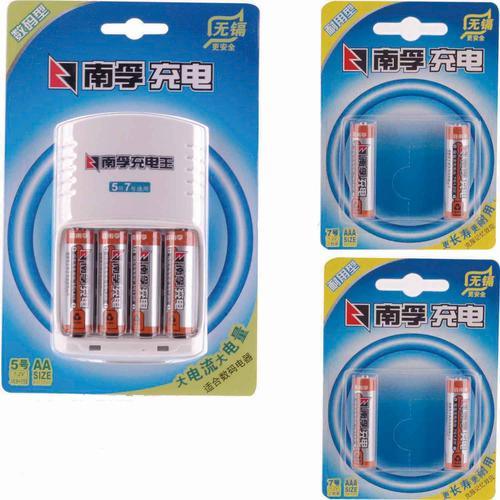 数码型
无镉
更安全
南孚 充电
南孚充电王
5号7号通用
南孚充电
5号
AA
SIZE
大电流大电量
适合数码电器
耐用型
无镉
更安全
南孚 充电
7号
AAA
SIZE
更长寿更耐用
耐用型
无镉
更安全
南孚 充电
7号
AAA
SIZE
更长寿更耐用